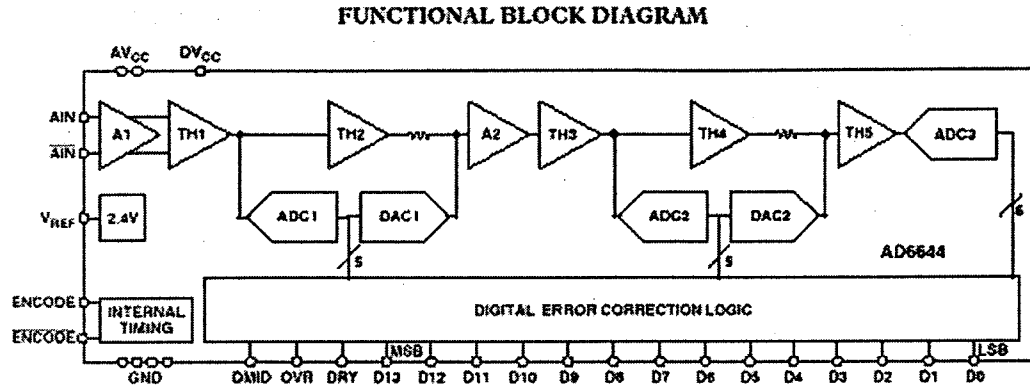 FUNCTIONAL BLOCK DIAGRAM
AVCC DVCC
AIN
AIN
A1 TH1 TH2 A2 TH3 TH4 TH5 ADC3
ADC1 DAC1 ADC2 DAC2
VREF 2.4V
5 5 6
AD6644
ENCODE
ENCODE
INTERNAL
TIMING
DIGITAL ERROR CORRECTION LOGIC
MSB LSB
GND DMID OVR DRY D13 D12 D11 D10 D9 D8 D7 D6 D5 D4 D3 D2 D1 D0